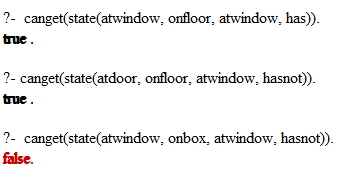 ?- canget(state(atwindow, onfloor, atwindow, has)).
true .
?- canget(state(atdoor, onfloor, atwindow, hasnot)).
true .
?- canget(state(atwindow, onbox, atwindow, hasnot)).
false.